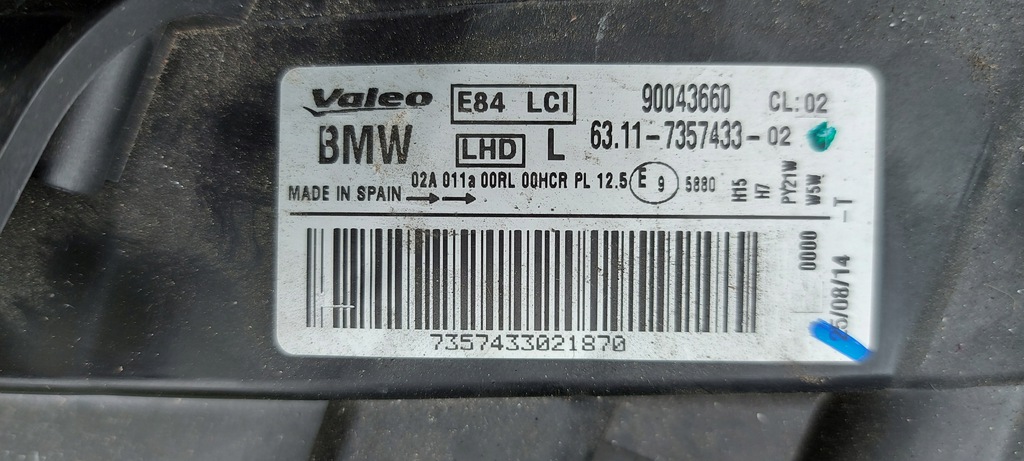 Valeo E84 LCI 90043660 CL:02
BMW LHD L 63.11-7357433-02
02A 011a 00RL 00HCR PL 12.5 E 9 5880
MADE IN SPAIN
H15
H7
PY21W
W5W
-T
0000
/08/14
7357433021870